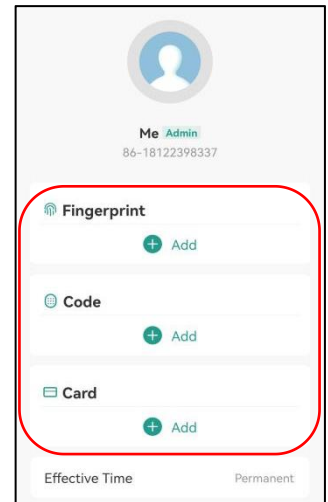 Me Admin
86-18122398337
Fingerprint
Add
Code
Add
Card
Add
Effective Time Permanent